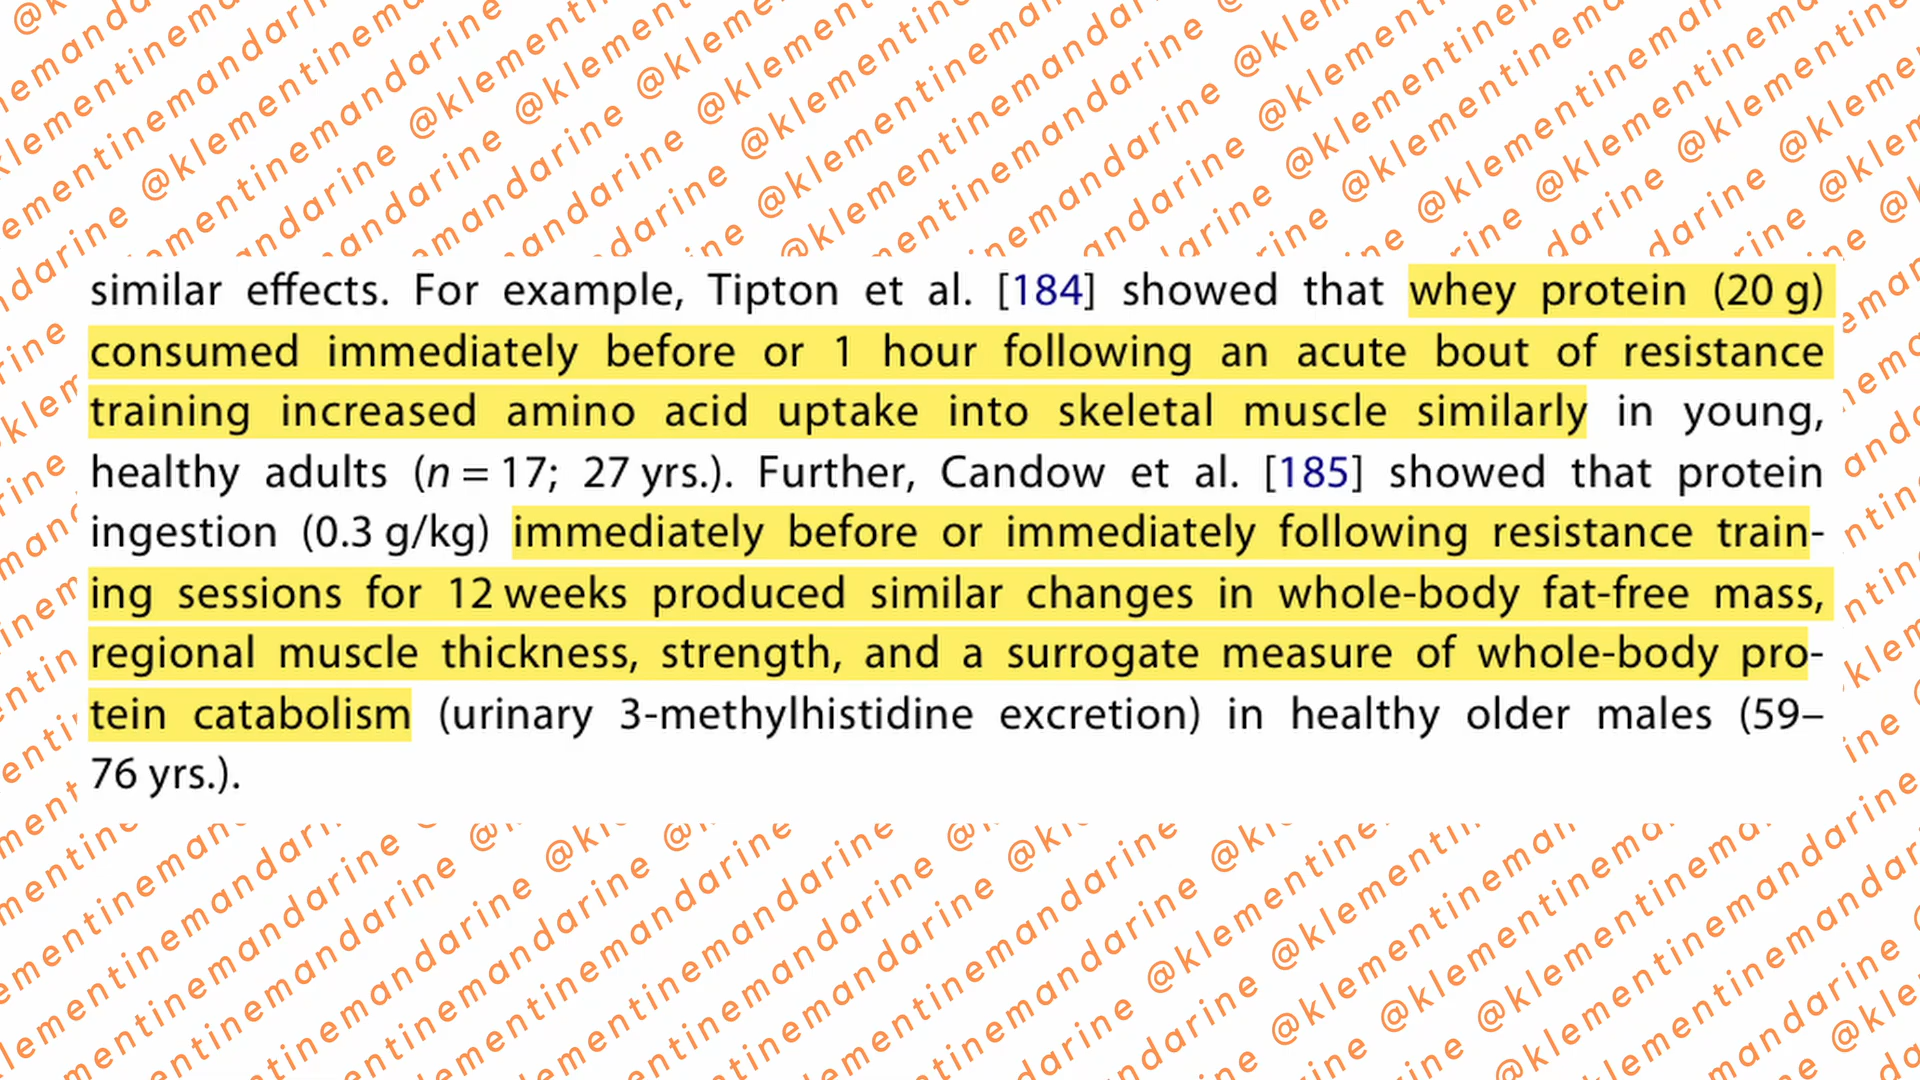 similar effects. For example, Tipton et al. [184] showed that whey protein (20 g)
consumed immediately before or 1 hour following an acute bout of resistance
training increased amino acid uptake into skeletal muscle similarly in young,
healthy adults (n = 17; 27 yrs.). Further, Candow et al. [185] showed that protein
ingestion (0.3 g/kg) immediately before or immediately following resistance train-
ing sessions for 12 weeks produced similar changes in whole-body fat-free mass,
regional muscle thickness, strength, and a surrogate measure of whole-body pro-
tein catabolism (urinary 3-methylhistidine excretion) in healthy older males (59–
76 yrs.).
@klementinemandarine